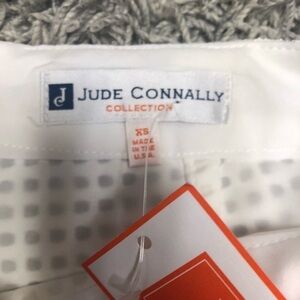 JUDE CONNALLY
COLLECTION
XS
MADE
IN THE
U.S.A.